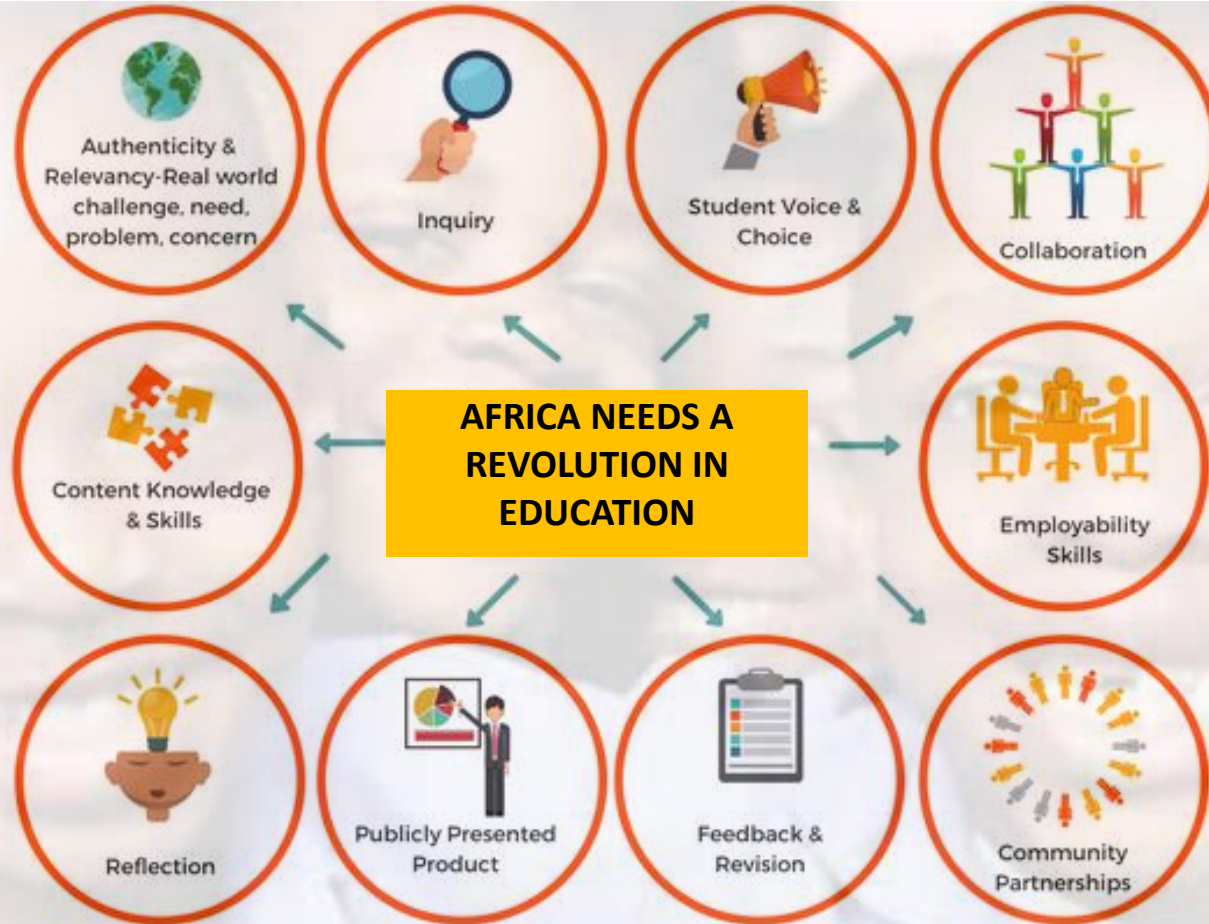 Authenticity &
Relevancy-Real world
challenge, need,
problem, concern
Inquiry
Student Voice &
Choice
Collaboration
Content Knowledge
& Skills
AFRICA NEEDS A
REVOLUTION IN
EDUCATION
Employability
Skills
Reflection
Publicly Presented
Product
Feedback &
Revision
Community
Partnerships